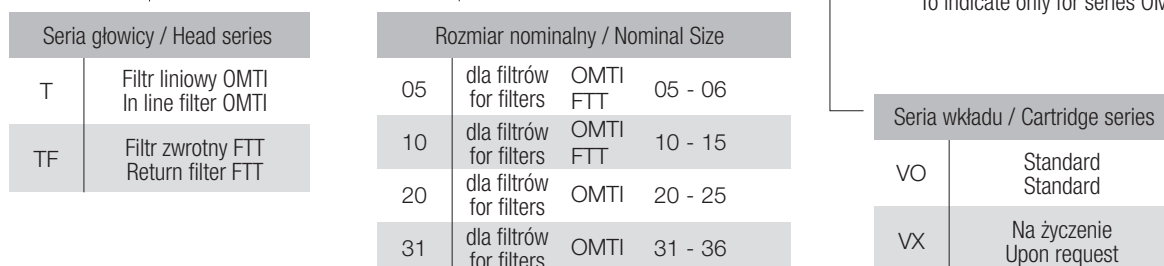 To indicate only for series
Seria głowicy / Head series
T
Filtr liniowy OMTI
In line filter OMTI
TF
Filtr zwrotny FTT
Return filter FTT
Rozmiar nominalny / Nominal Size
05
dla filtrów OMTI
for filters FTT
05 - 06
10
dla filtrów OMTI
for filters FTT
10 - 15
20
dla filtrów
for filters
OMTI 20 - 25
31
dla filtrów
for filters
OMTI 31 - 36
Seria wkładu / Cartridge series
VO
Standard
Standard
VX
Na życzenie
Upon request